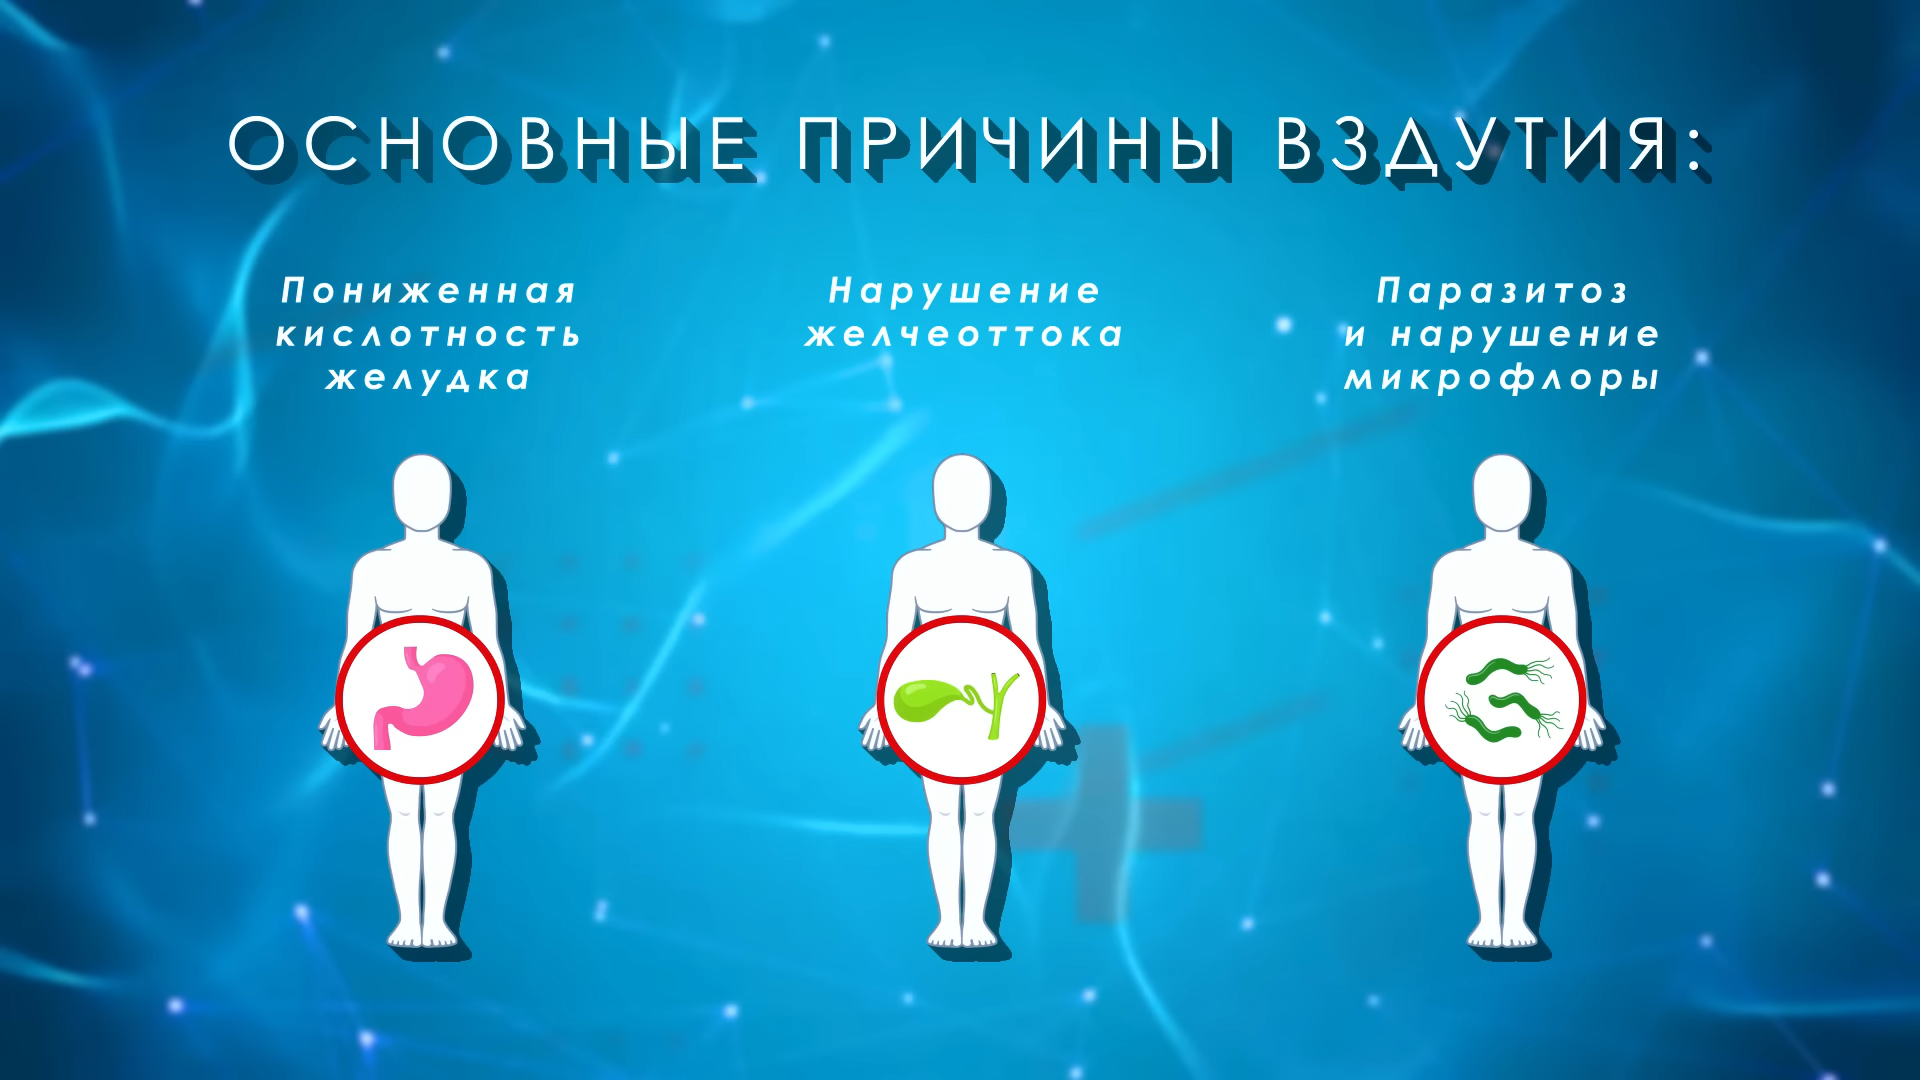 ОСНОВНЫЕ ПРИЧИНЫ ВЗДУТИЯ:
Пониженная
кислотность
желудка
Нарушение
желчеоттока
Паразитоз
и нарушение
микрофлоры